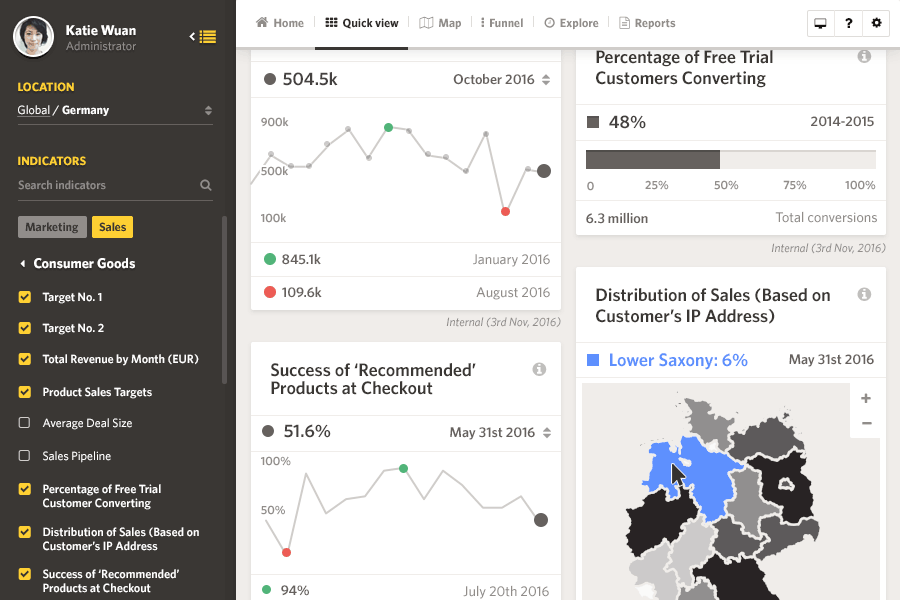 Katie Wuan
Administrator
LOCATION
Global / Germany
INDICATORS
Search indicators
Marketing
Sales
Consumer Goods
Target No. 1
Target No. 2
Total Revenue by Month (EUR)
Product Sales Targets
Average Deal Size
Sales Pipeline
Percentage of Free Trial
Customer Converting
Distribution of Sales (Based on
Customer's IP Address
Success of 'Recommended'
Products at Checkout
Home
Quick view
Map
Funnel
Explore
Reports
?
504.5k
October 2016
900k
500k
100k
845.1k
January 2016
109.6k
August 2016
Internal (3rd Nov, 2016)
Success of 'Recommended'
Products at Checkout
51.6%
May 31st 2016
100%
50%
94%
July 20th 2016
Percentage of Free Trial
Customers Converting
48%
2014-2015
0
25%
50%
75%
100%
6.3 million
Total conversions
Internal (3rd Nov, 2016)
Distribution of Sales (Based on
Customer's IP Address)
Lower Saxony: 6%
May 31st 2016
+
−